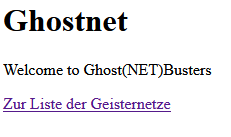 Ghostnet
Welcome to Ghost(NET)Busters
Zur Liste der Geisternetze